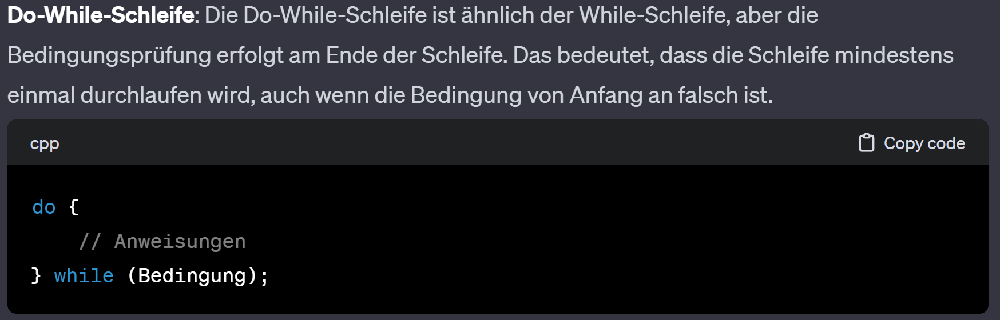 Do-While-Schleife: Die Do-While-Schleife ist ähnlich der While-Schleife, aber die
Bedingungsprüfung erfolgt am Ende der Schleife. Das bedeutet, dass die Schleife mindestens
einmal durchlaufen wird, auch wenn die Bedingung von Anfang an falsch ist.
cpp Copy code
do {
    // Anweisungen
} while (Bedingung);